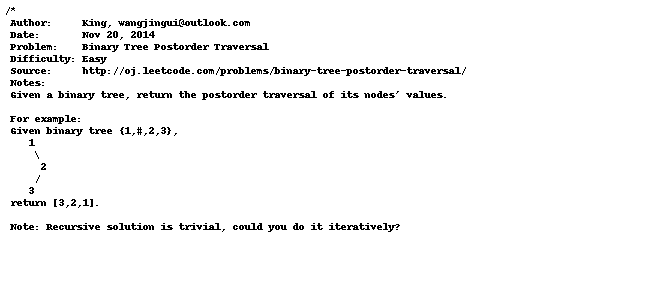 /*
Author:     King, wangjingui@outlook.com
Date:       Nov 20, 2014
Problem:    Binary Tree Postorder Traversal
Difficulty: Easy
Source:     http://oj.leetcode.com/problems/binary-tree-postorder-traversal/
Notes:
Given a binary tree, return the postorder traversal of its nodes' values.

For example:
Given binary tree {1,#,2,3},
   1
    \
     2
    /
   3
return [3,2,1].

Note: Recursive solution is trivial, could you do it iteratively?